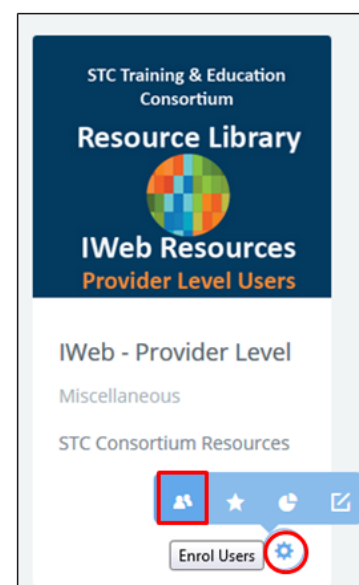 STC Training & Education
Consortium
Resource Library
IWeb Resources
Provider Level Users
IWeb - Provider Level
Miscellaneous
STC Consortium Resources
Enrol Users